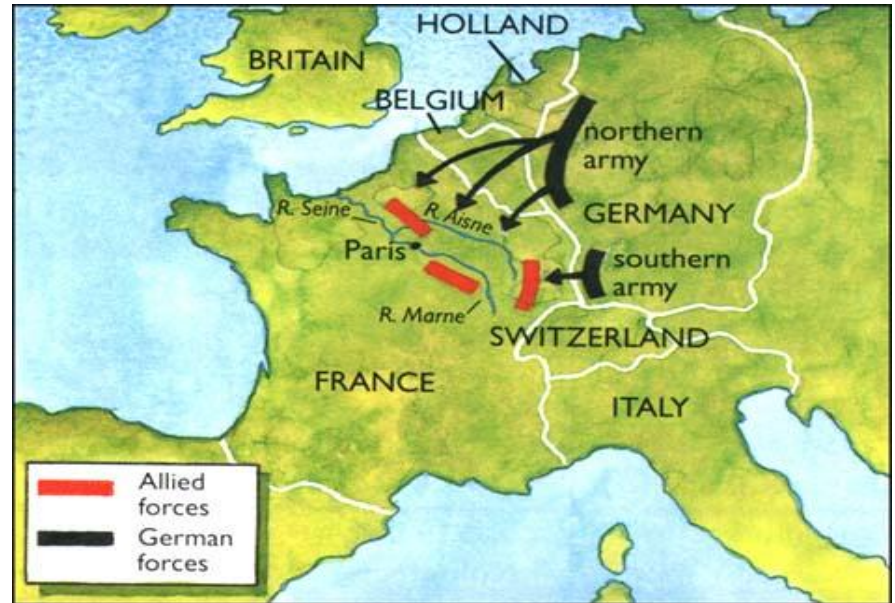 HOLLAND
BRITAIN
BELGIUM
northern
army
R. Seine
R. Aisne
GERMANY
Paris
southern
army
R. Marne
SWITZERLAND
FRANCE
ITALY
Allied
forces
German
forces